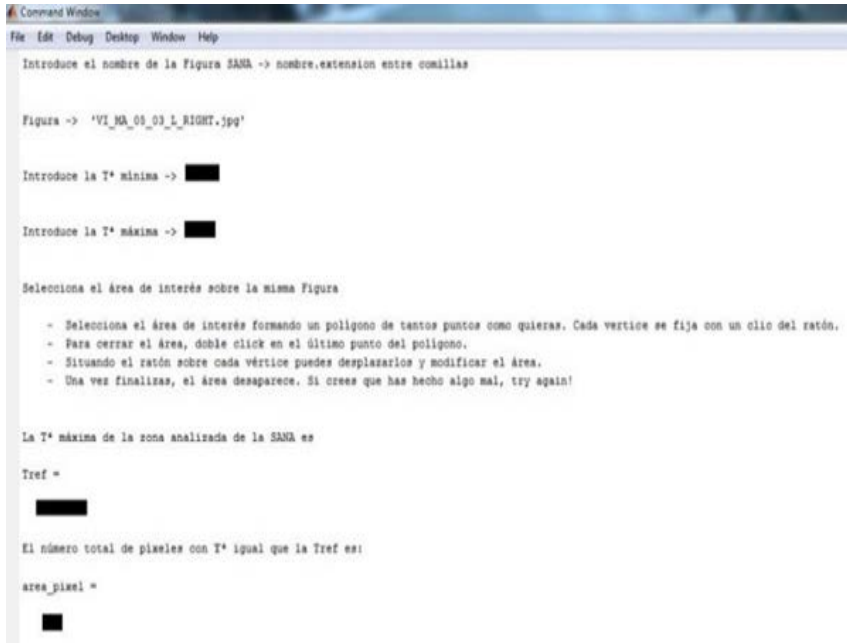 Command Window
File Edit Debug Desktop Window Help
Introduce el nombre de la Figura SANA -> nombre.extension entre comillas
Figura -> 'VI_MA_05_03_L_RIGHT.jpg'
Introduce la Tª mínima ->
Introduce la Tª máxima ->
Selecciona el área de interés sobre la misma Figura
- Selecciona el área de interés formando un polígono de tantos puntos como quieras. Cada vertice se fija con un clic del ratón.
- Para cerrar el área, doble click en el último punto del polígono.
- Situando el ratón sobre cada vértice puedes desplazarlos y modificar el área.
- Una vez finalizas, el área desaparece. Si crees que has hecho algo mal, try again!
La Tª máxima de la zona analizada de la SANA es
Tref =
El número total de píxeles con Tª igual que la Tref es:
area_pixel =